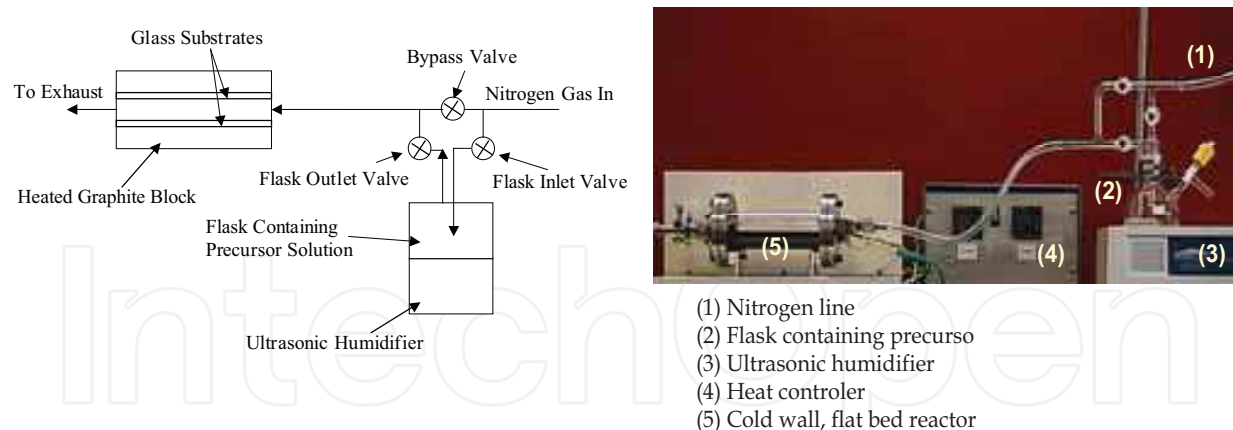 Glass Substrates
Bypass Valve
To Exhaust
Nitrogen Gas In
Flask Outlet Valve
Flask Inlet Valve
Heated Graphite Block
Flask Containing
Precursor Solution
Ultrasonic Humidifier
(1)
(2)
(3)
(4)
(5)
(1) Nitrogen line
(2) Flask containing precurso
(3) Ultrasonic humidifier
(4) Heat controler
(5) Cold wall, flat bed reactor
IntechOpen